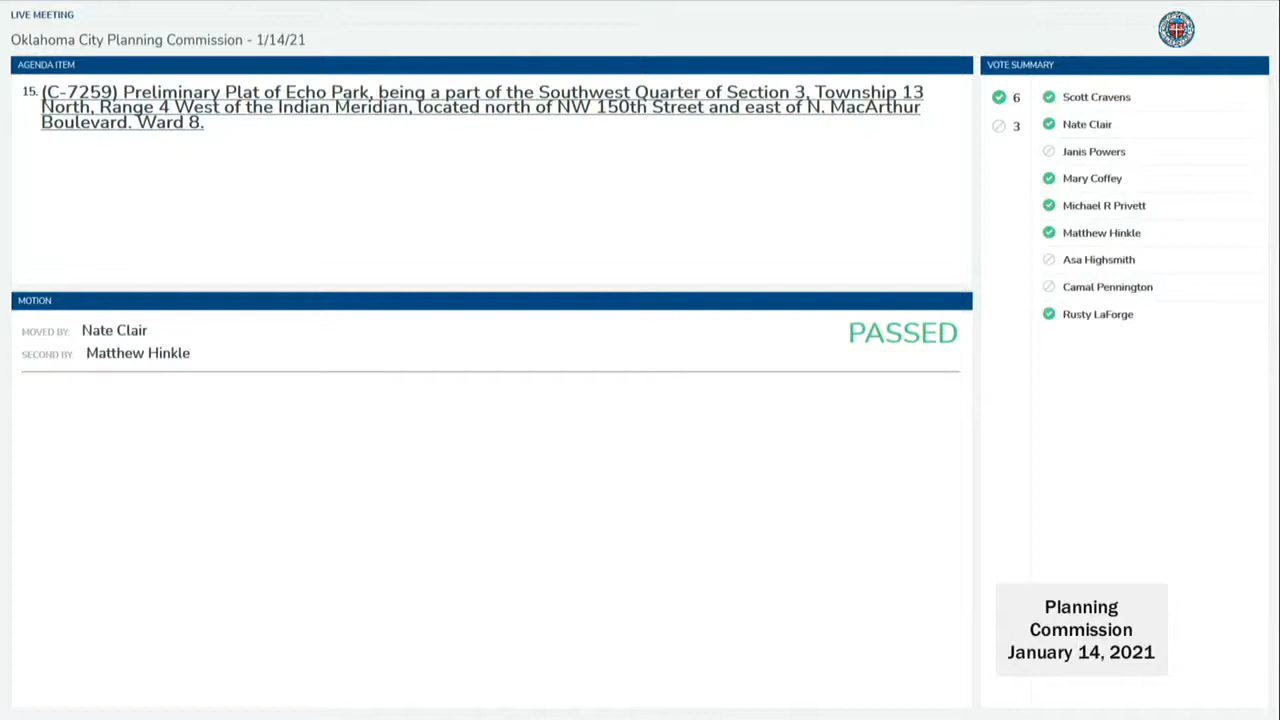 LIVE MEETING
Oklahoma City Planning Commission - 1/14/21
AGENDA ITEM
15. (C-7259) Preliminary Plat of Echo Park, being a part of the Southwest Quarter of Section 3, Township 13
North, Range 4 West of the Indian Meridian, located north of NW 150th Street and east of N. MacArthur
Boulevard. Ward 8.
MOTION
MOVED BY: Nate Clair
SECOND BY: Matthew Hinkle
PASSED
VOTE SUMMARY
6
3
Scott Cravens
Nate Clair
Janis Powers
Mary Coffey
Michael R Privett
Matthew Hinkle
Asa Highsmith
Camal Pennington
Rusty LaForge
Planning
Commission
January 14, 2021